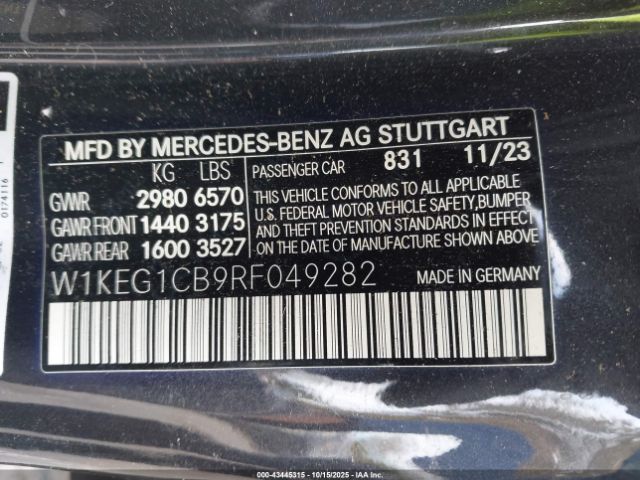 MFD BY MERCEDES-BENZ AG STUTTGART
KG LBS
GWR 2980 6570
GAWR FRONT 1440 3175
GAWR REAR 1600 3527
PASSENGER CAR 831 11/23
THIS VEHICLE CONFORMS TO ALL APPLICABLE
U.S. FEDERAL MOTOR VEHICLE SAFETY,BUMPER
AND THEFT PREVENTION STANDARDS IN EFFECT
ON THE DATE OF MANUFACTURE SHOWN ABOVE.
W1KEG1CB9RF049282 MADE IN GERMANY
0174116
© - 43445315 - 10/15/2025 - IAA